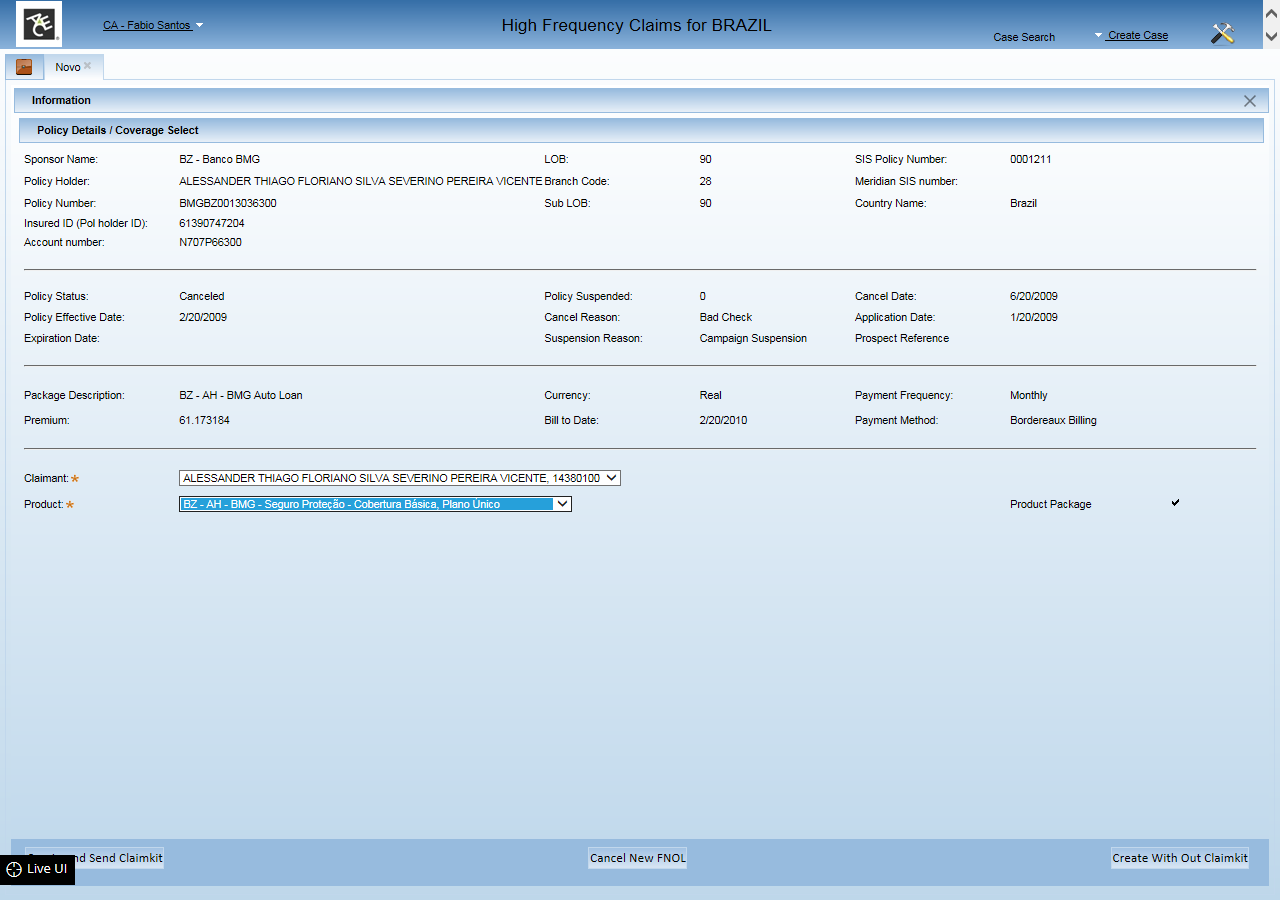 ACE
CA - Fabio Santos
High Frequency Claims for BRAZIL
Case Search
Create Case
Novo
Information
Policy Details / Coverage Select
Sponsor Name: BZ - Banco BMG LOB: 90 SIS Policy Number: 0001211
Policy Holder: ALESSANDER THIAGO FLORIANO SILVA SEVERINO PEREIRA VICENTE Branch Code: 28 Meridian SIS number:
Policy Number: BMGBZ0013036300 Sub LOB: 90 Country Name: Brazil
Insured ID (Pol holder ID): 61390747204
Account number: N707P66300
Policy Status: Canceled Policy Suspended: 0 Cancel Date: 6/20/2009
Policy Effective Date: 2/20/2009 Cancel Reason: Bad Check Application Date: 1/20/2009
Expiration Date: Suspension Reason: Campaign Suspension Prospect Reference
Package Description: BZ - AH - BMG Auto Loan Currency: Real Payment Frequency: Monthly
Premium: 61.173184 Bill to Date: 2/20/2010 Payment Method: Bordereaux Billing
Claimant: ALESSANDER THIAGO FLORIANO SILVA SEVERINO PEREIRA VICENTE, 14380100
Product: BZ - AH - BMG - Seguro Proteção - Cobertura Básica, Plano Único Product Package
Send Claimkit Cancel New FNOL Create With Out Claimkit
Live UI